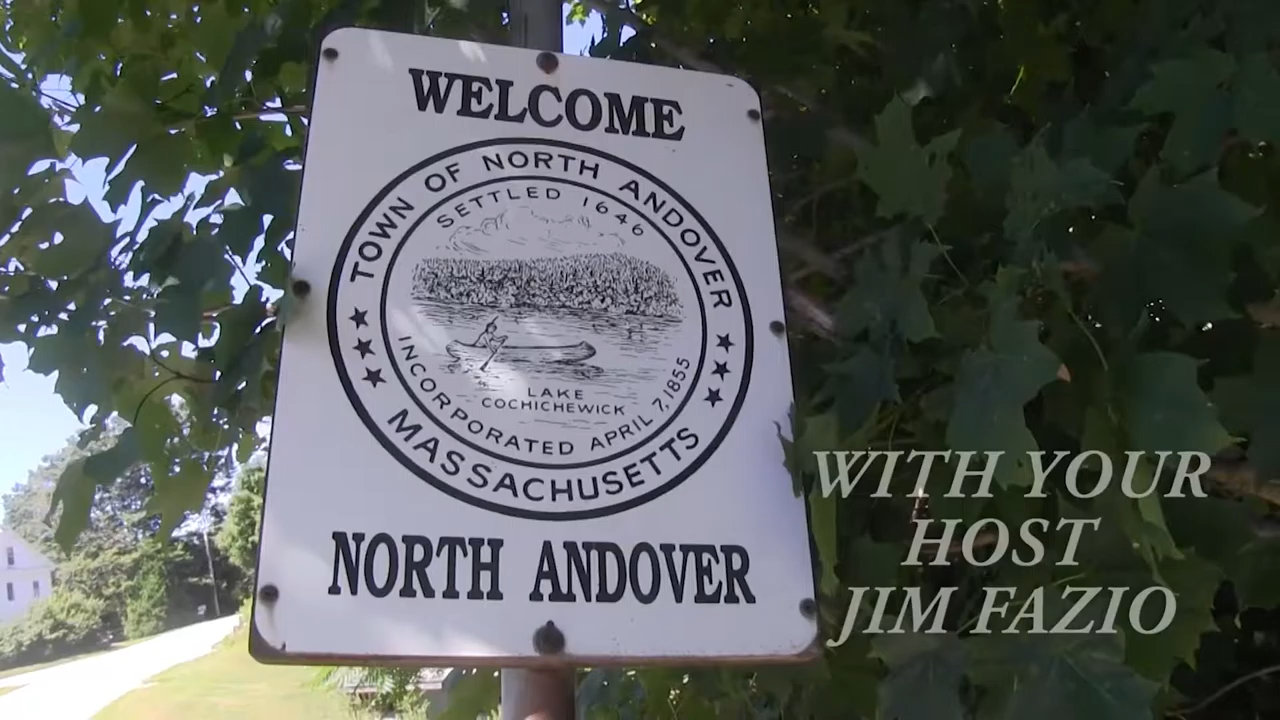 WELCOME
TOWN OF NORTH ANDOVER
SETTLED 1646
LAKE
COCHICHEWICK
INCORPORATED APRIL 7, 1855
MASSACHUSETTS
NORTH ANDOVER
WITH YOUR
HOST
JIM FAZIO